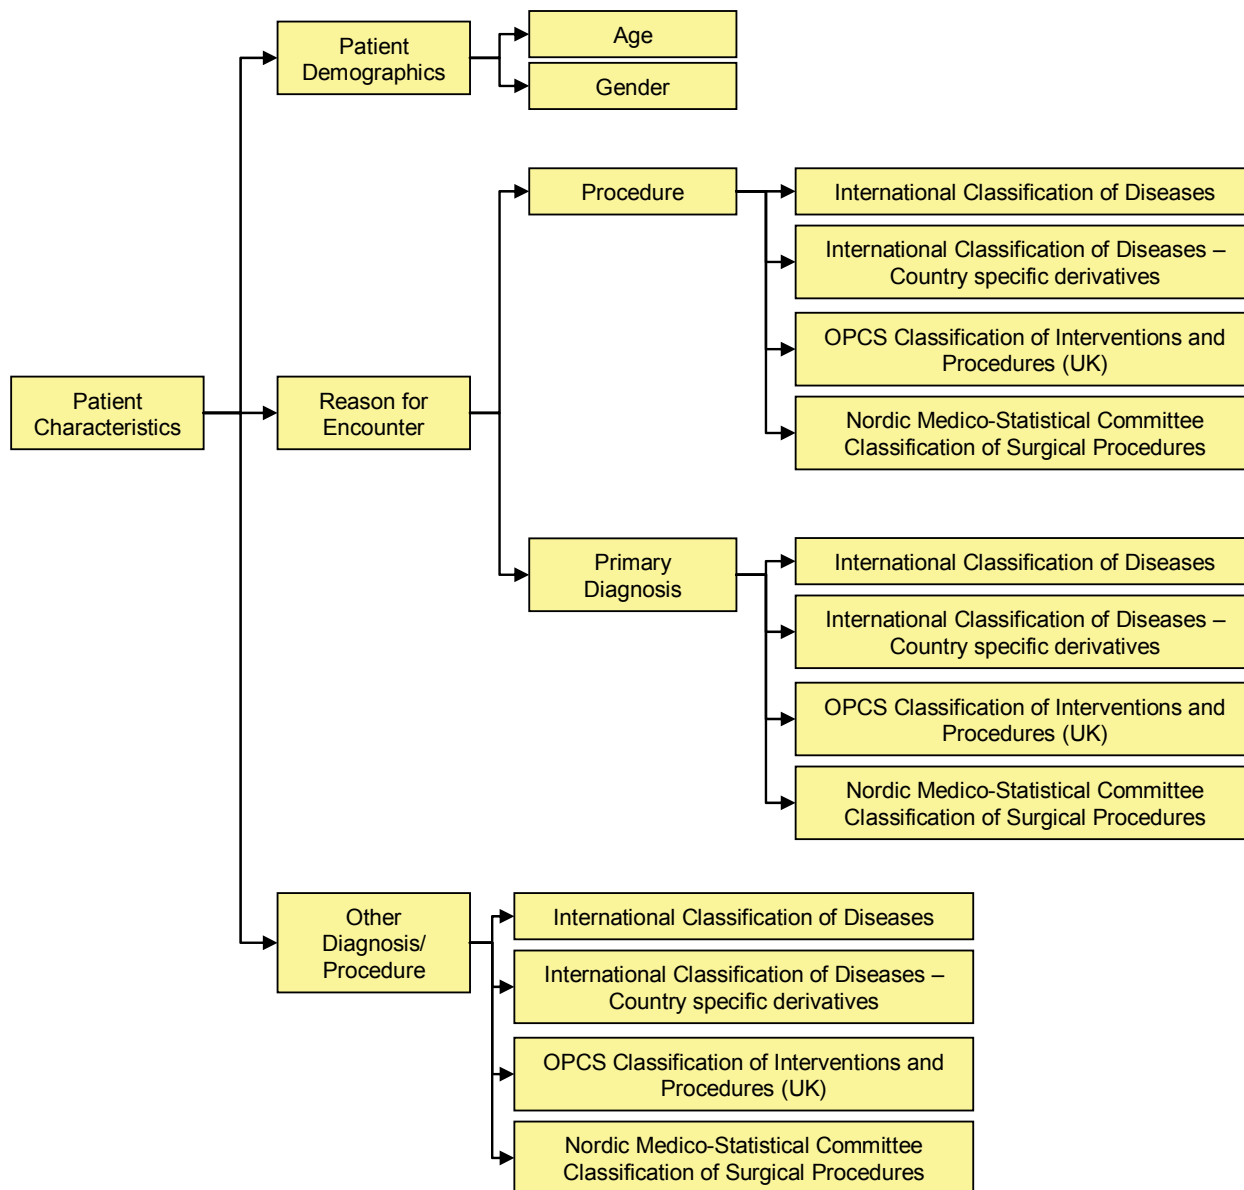 Patient
Demographics
Age
Gender
Procedure
International Classification of Diseases
International Classification of Diseases –
Country specific derivatives
OPCS Classification of Interventions and
Procedures (UK)
Nordic Medico-Statistical Committee
Classification of Surgical Procedures
Patient
Characteristics
Reason for
Encounter
Primary
Diagnosis
International Classification of Diseases
International Classification of Diseases –
Country specific derivatives
OPCS Classification of Interventions and
Procedures (UK)
Nordic Medico-Statistical Committee
Classification of Surgical Procedures
Other
Diagnosis/
Procedure
International Classification of Diseases
International Classification of Diseases –
Country specific derivatives
OPCS Classification of Interventions and
Procedures (UK)
Nordic Medico-Statistical Committee
Classification of Surgical Procedures